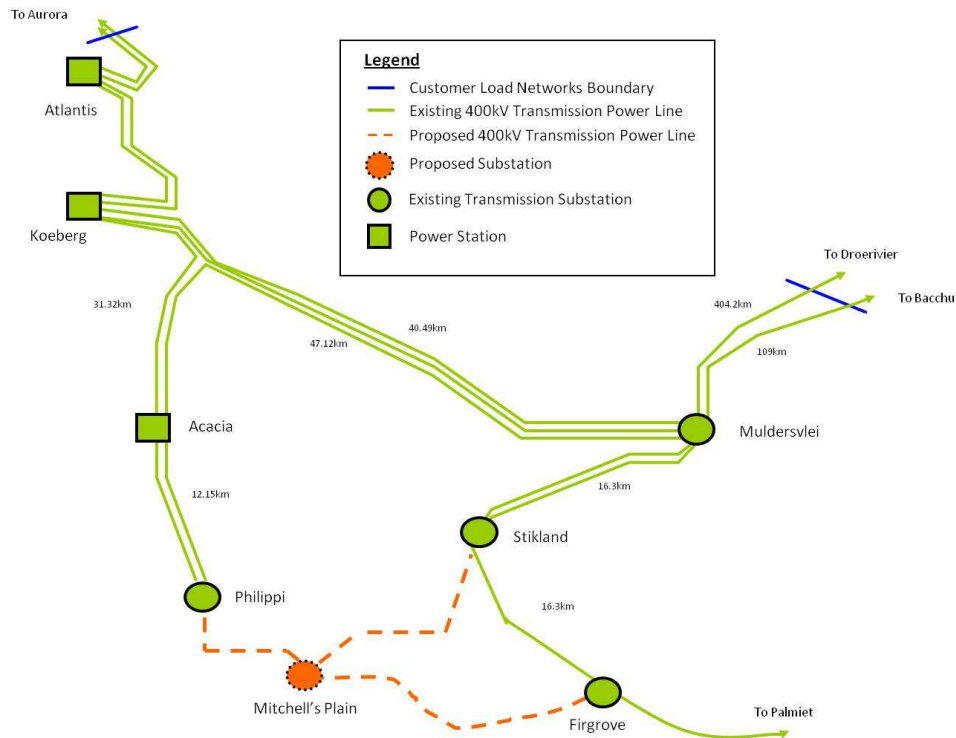 To Aurora
Legend
Customer Load Networks Boundary
Existing 400kV Transmission Power Line
Proposed 400kV Transmission Power Line
Proposed Substation
Existing Transmission Substation
Power Station
Atlantis
Koeberg
To Droerivier
To Bacchu
31.32km
404.2km
40.49km
47.12km
109km
Acacia
Muldersvlei
12.15km
16.3km
Stikland
Philippi
16.3km
Mitchell's Plain
Firgrove
To Palmiet